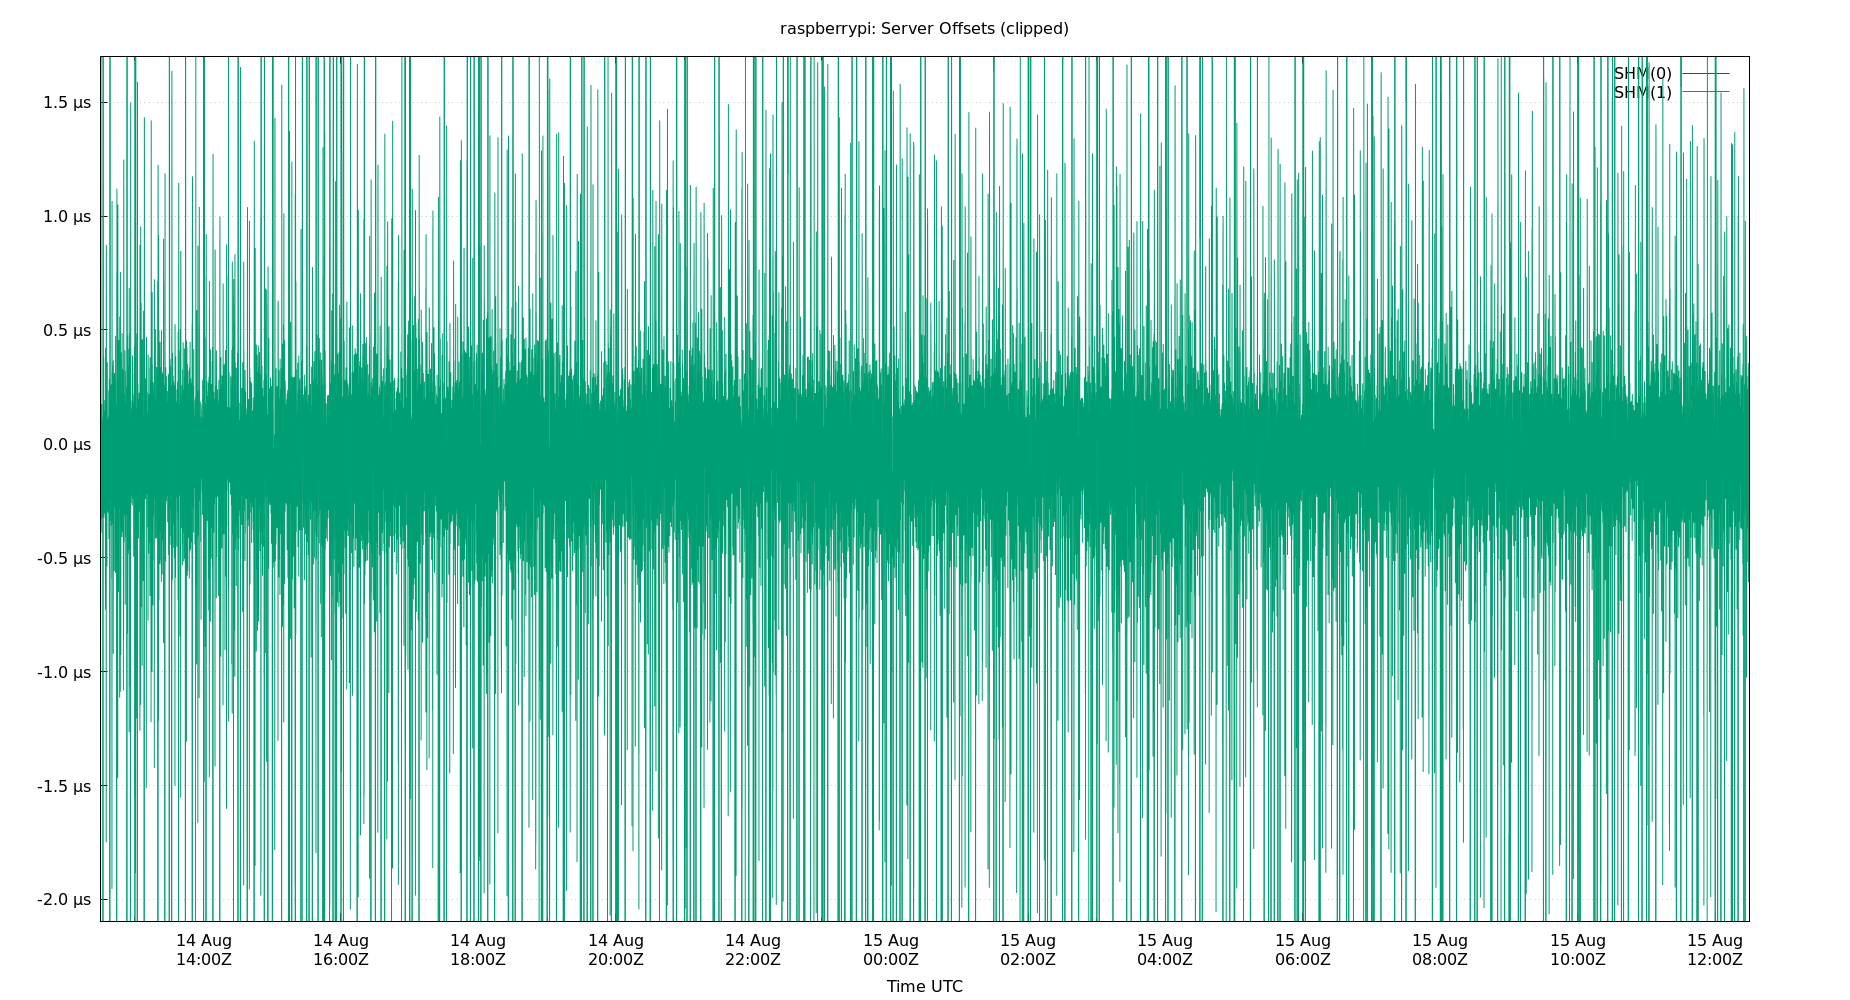 raspberrypi: Server Offsets (clipped)
SHM(0)
SHM(1)
1.5 µs
1.0 µs
0.5 µs
0.0 µs
-0.5 µs
-1.0 µs
-1.5 µs
-2.0 µs
14 Aug 14 Aug 14 Aug 14 Aug 14 Aug 15 Aug 15 Aug 15 Aug 15 Aug 15 Aug 15 Aug 15 Aug
14:00Z 16:00Z 18:00Z 20:00Z 22:00Z 00:00Z 02:00Z 04:00Z 06:00Z 08:00Z 10:00Z 12:00Z
Time UTC